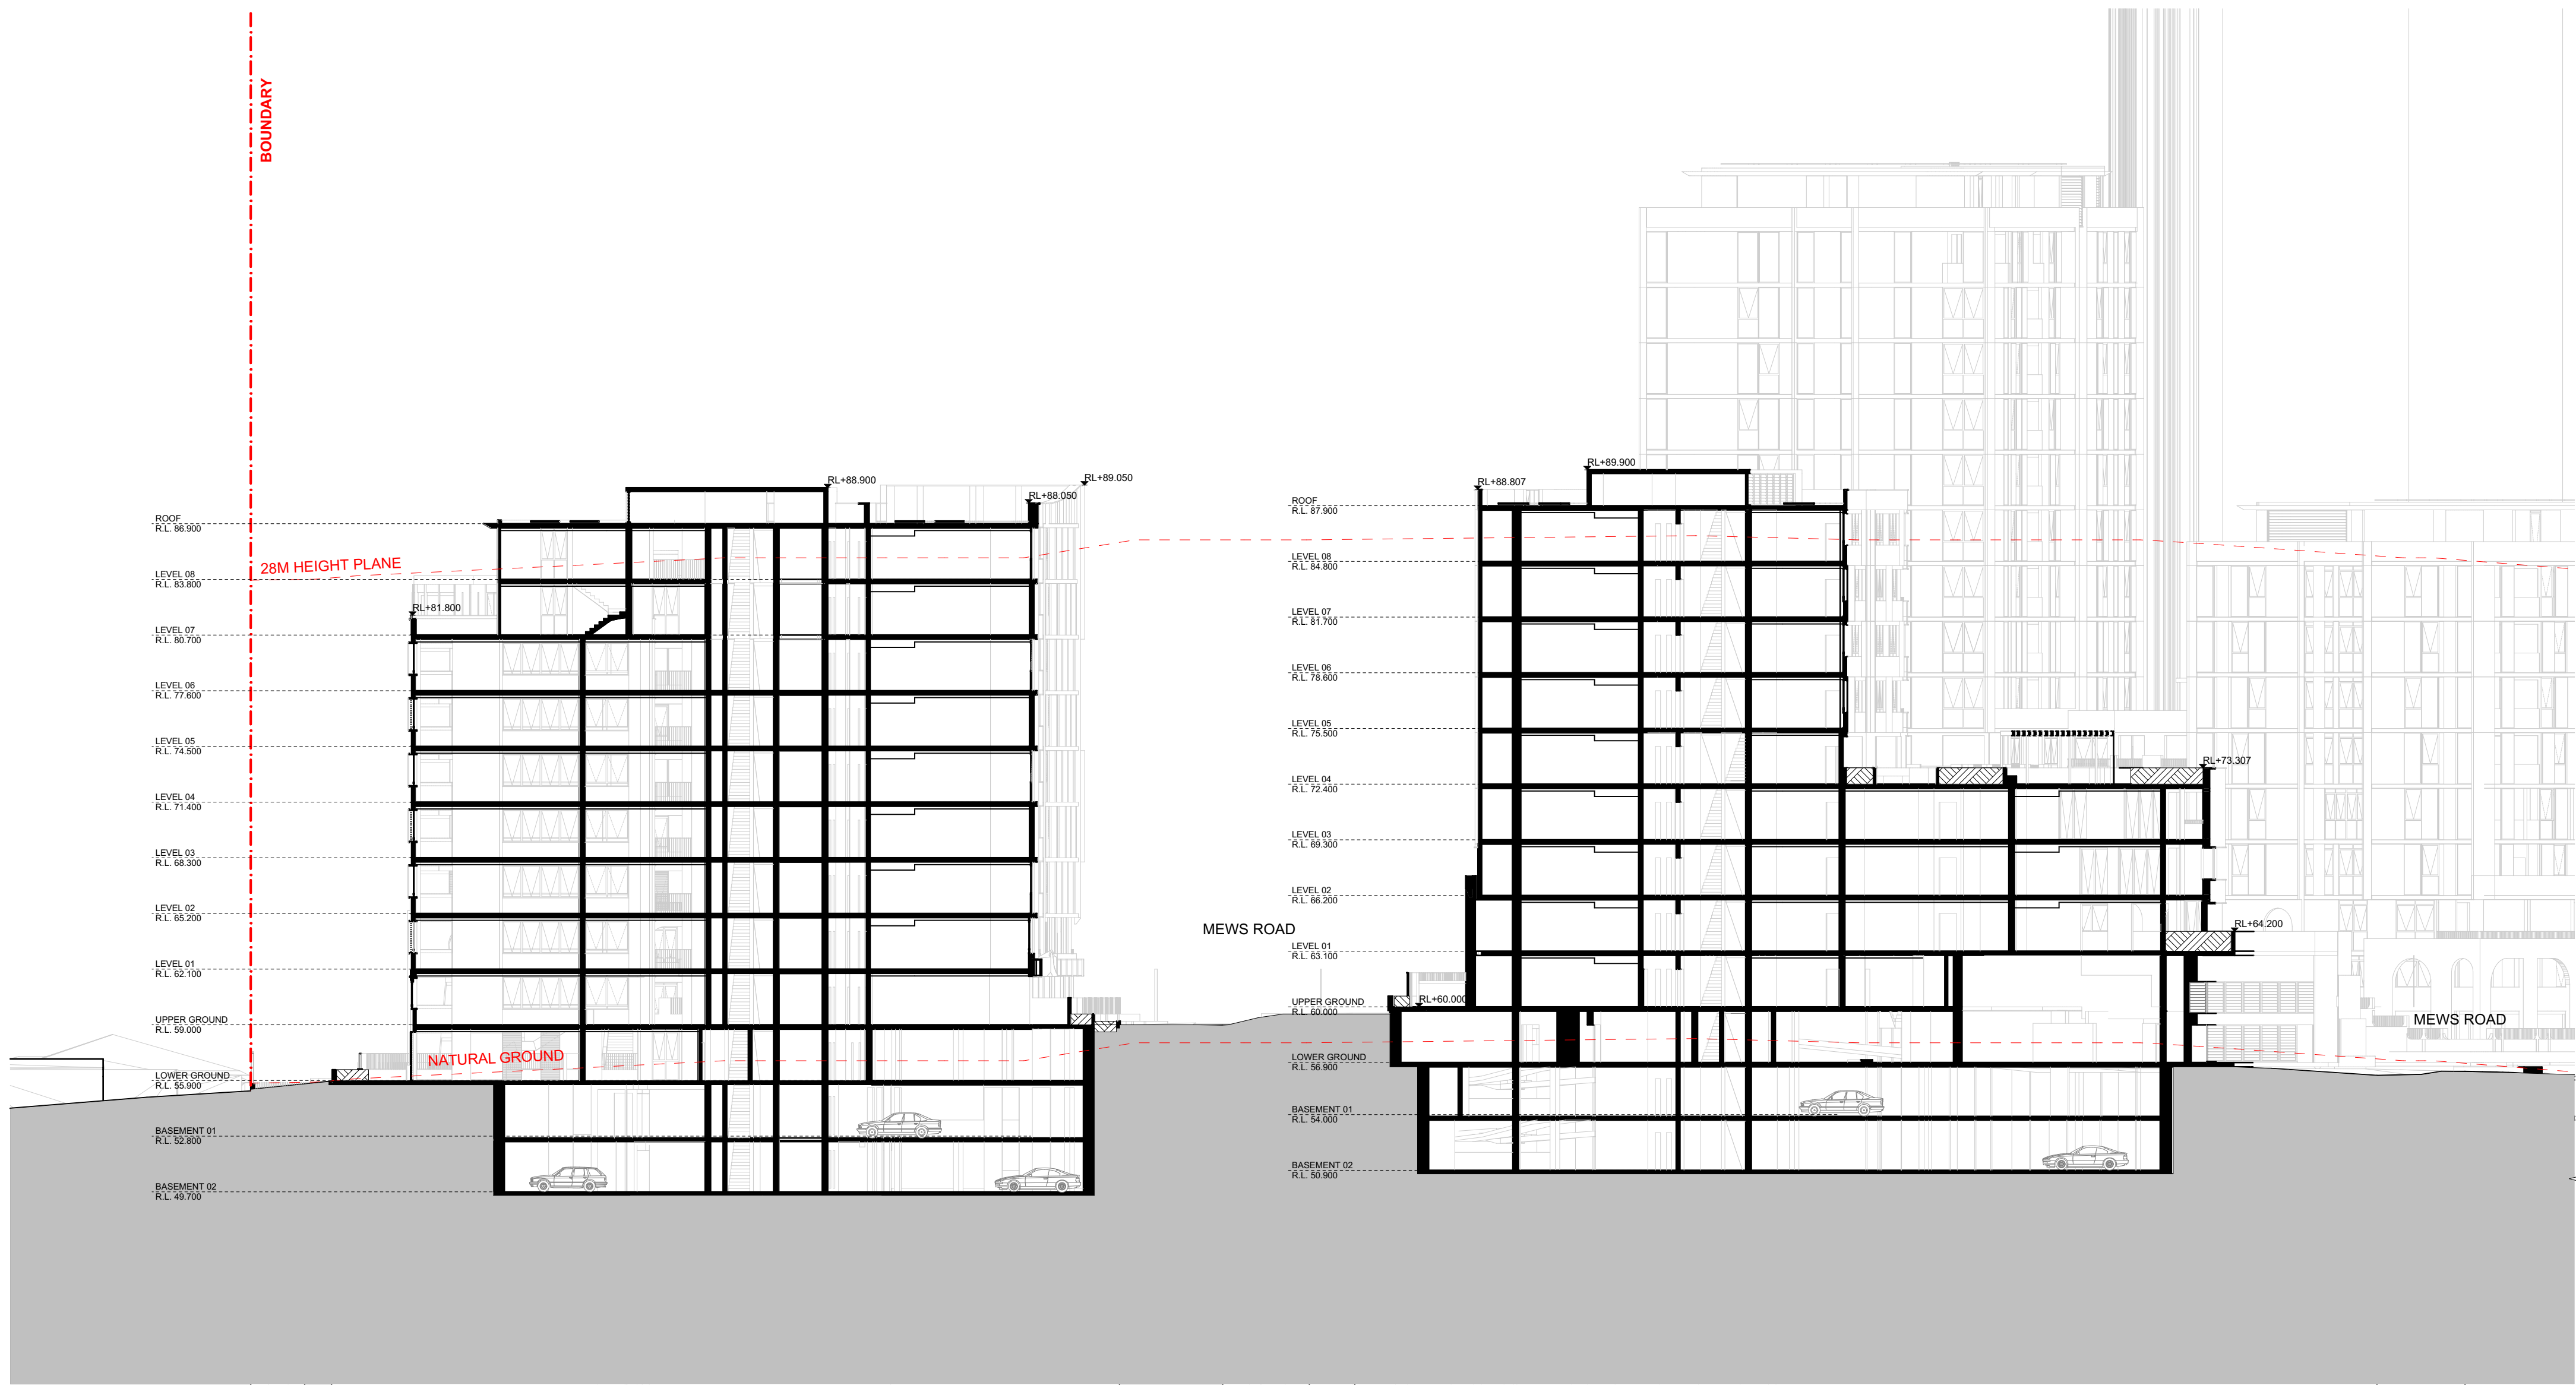 BOUNDARY
28M HEIGHT PLANE
NATURAL GROUND
RL+88.900
RL+89.050
RL+88.050
RL+81.800
ROOF
R.L. 86.900
LEVEL 08
R.L. 83.800
LEVEL 07
R.L. 80.700
LEVEL 06
R.L. 77.600
LEVEL 05
R.L. 74.500
LEVEL 04
R.L. 71.400
LEVEL 03
R.L. 68.300
LEVEL 02
R.L. 65.200
LEVEL 01
R.L. 62.100
UPPER GROUND
R.L. 59.000
LOWER GROUND
R.L. 55.900
BASEMENT 01
R.L. 52.800
BASEMENT 02
R.L. 49.700
MEWS ROAD
RL+89.900
RL+88.807
RL+73.307
RL+64.200
RL+60.000
ROOF
R.L. 87.900
LEVEL 08
R.L. 84.800
LEVEL 07
R.L. 81.700
LEVEL 06
R.L. 78.600
LEVEL 05
R.L. 75.500
LEVEL 04
R.L. 72.400
LEVEL 03
R.L. 69.300
LEVEL 02
R.L. 66.200
LEVEL 01
R.L. 63.100
UPPER GROUND
R.L. 60.000
LOWER GROUND
R.L. 56.900
BASEMENT 01
R.L. 54.000
BASEMENT 02
R.L. 50.900
MEWS ROAD